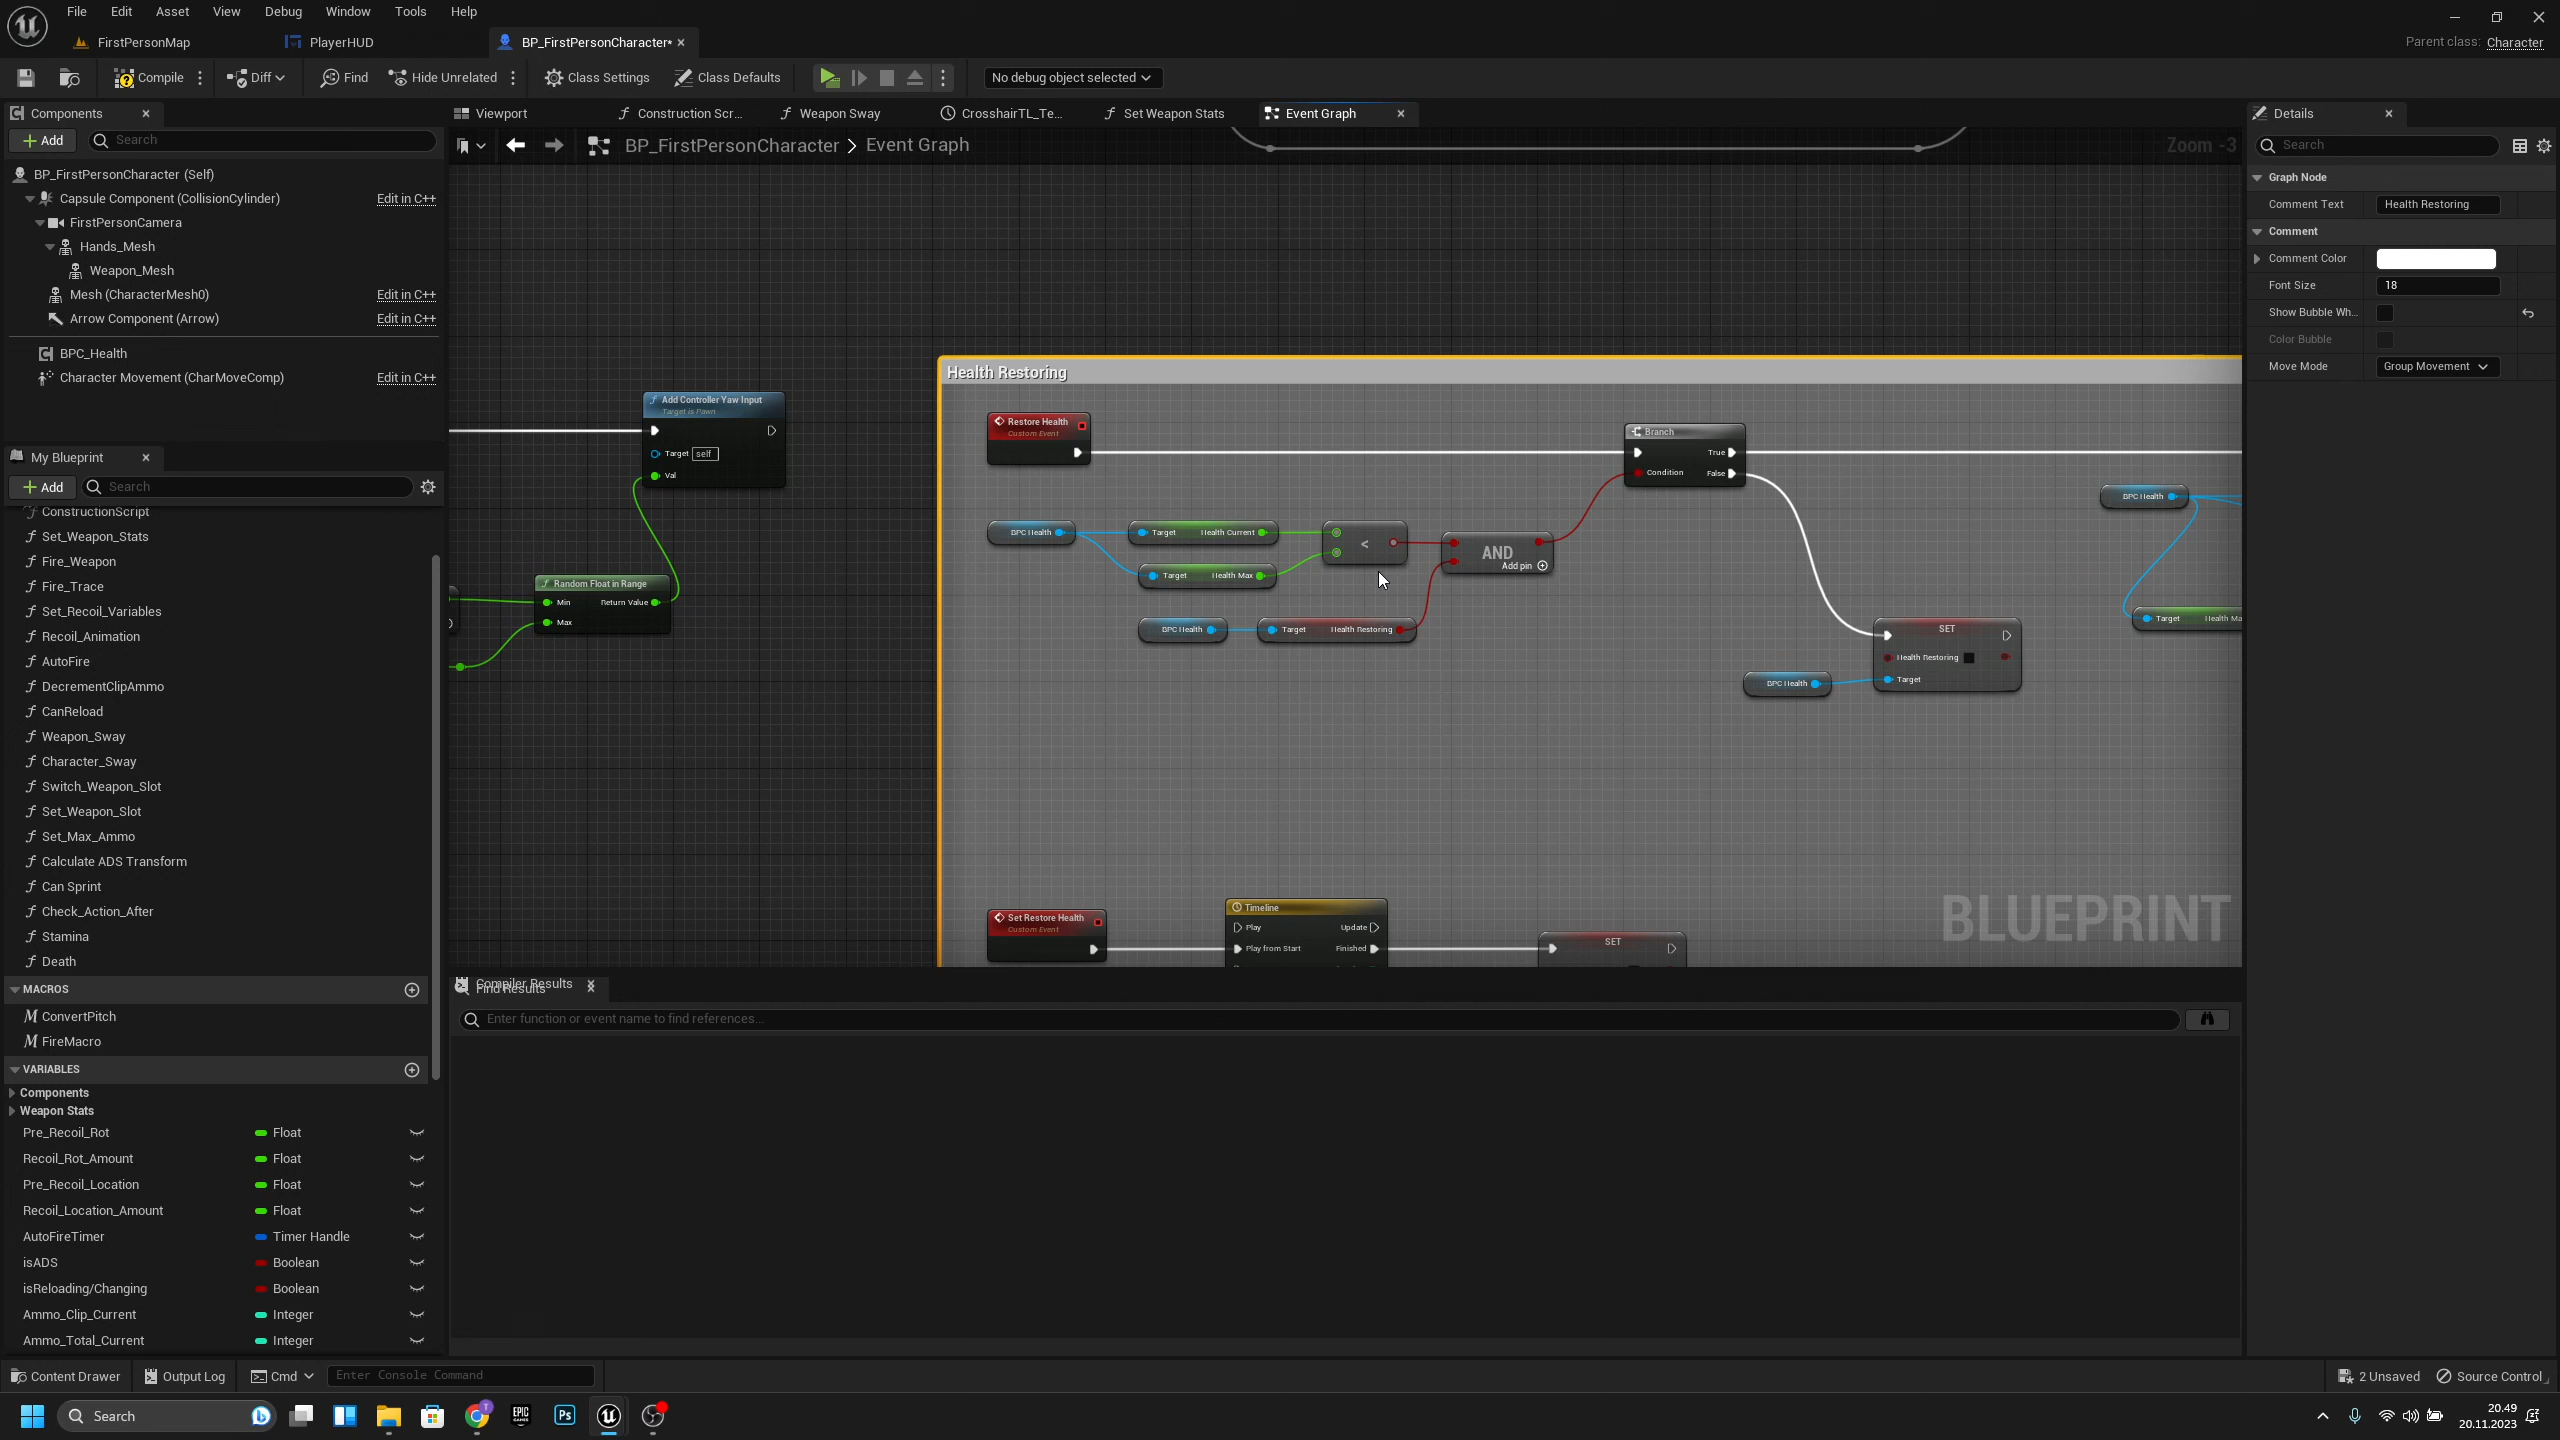 File Edit Asset View Debug Window Tools Help
FirstPersonMap PlayerHUD BP_FirstPersonCharacter*
Parent class: Character
Compile Diff Find Hide Unrelated Class Settings Class Defaults No debug object selected
Components
Viewport Construction Scr... Weapon Sway CrosshairTL_Te... Set Weapon Stats Event Graph
Details
Add Search
BP_FirstPersonCharacter > Event Graph
Zoom -3
Search
BP_FirstPersonCharacter (Self)
Capsule Component (CollisionCylinder) Edit in C++
FirstPersonCamera
Hands_Mesh
Weapon_Mesh
Mesh (CharacterMesh0) Edit in C++
Arrow Component (Arrow) Edit in C++
BPC_Health
Character Movement (CharMoveComp) Edit in C++
Graph Node
Comment Text Health Restoring
Comment
Comment Color
Font Size 18
Show Bubble Wh...
Color Bubble
Move Mode Group Movement
My Blueprint
Add Search
ConstructionScript
Set_Weapon_Stats
Fire_Weapon
Fire_Trace
Set_Recoil_Variables
Recoil_Animation
AutoFire
DecrementClipAmmo
CanReload
Weapon_Sway
Character_Sway
Switch_Weapon_Slot
Set_Weapon_Slot
Set_Max_Ammo
Calculate ADS Transform
Can Sprint
Check_Action_After
Stamina
Death
MACROS
ConvertPitch
FireMacro
VARIABLES
Components
Weapon Stats
Pre_Recoil_Rot Float
Recoil_Rot_Amount Float
Pre_Recoil_Location Float
Recoil_Location_Amount Float
AutoFireTimer Timer Handle
isADS Boolean
isReloading/Changing Boolean
Ammo_Clip_Current Integer
Ammo_Total_Current Integer
Add Controller Yaw Input
Target is Pawn
Target self
Val
Random Float in Range
Min Return Value
Max
Health Restoring
Restore Health
Custom Event
Branch
True
Condition False
BPC Health Target Health Current <
Target Health Max
AND
Add pin
BPC Health Target Health Restoring
BPC Health
Target Health Ma
SET
Health Restoring
Target
BPC Health
Set Restore Health
Custom Event
Timeline
Play Update
Play from Start Finished
SET
BLUEPRINT
Compiler Results
Find Results
Enter function or event name to find references...
Content Drawer Output Log Cmd Enter Console Command
2 Unsaved Source Control
Search
EPIC GAMES
Ps
T
20.49
20.11.2023